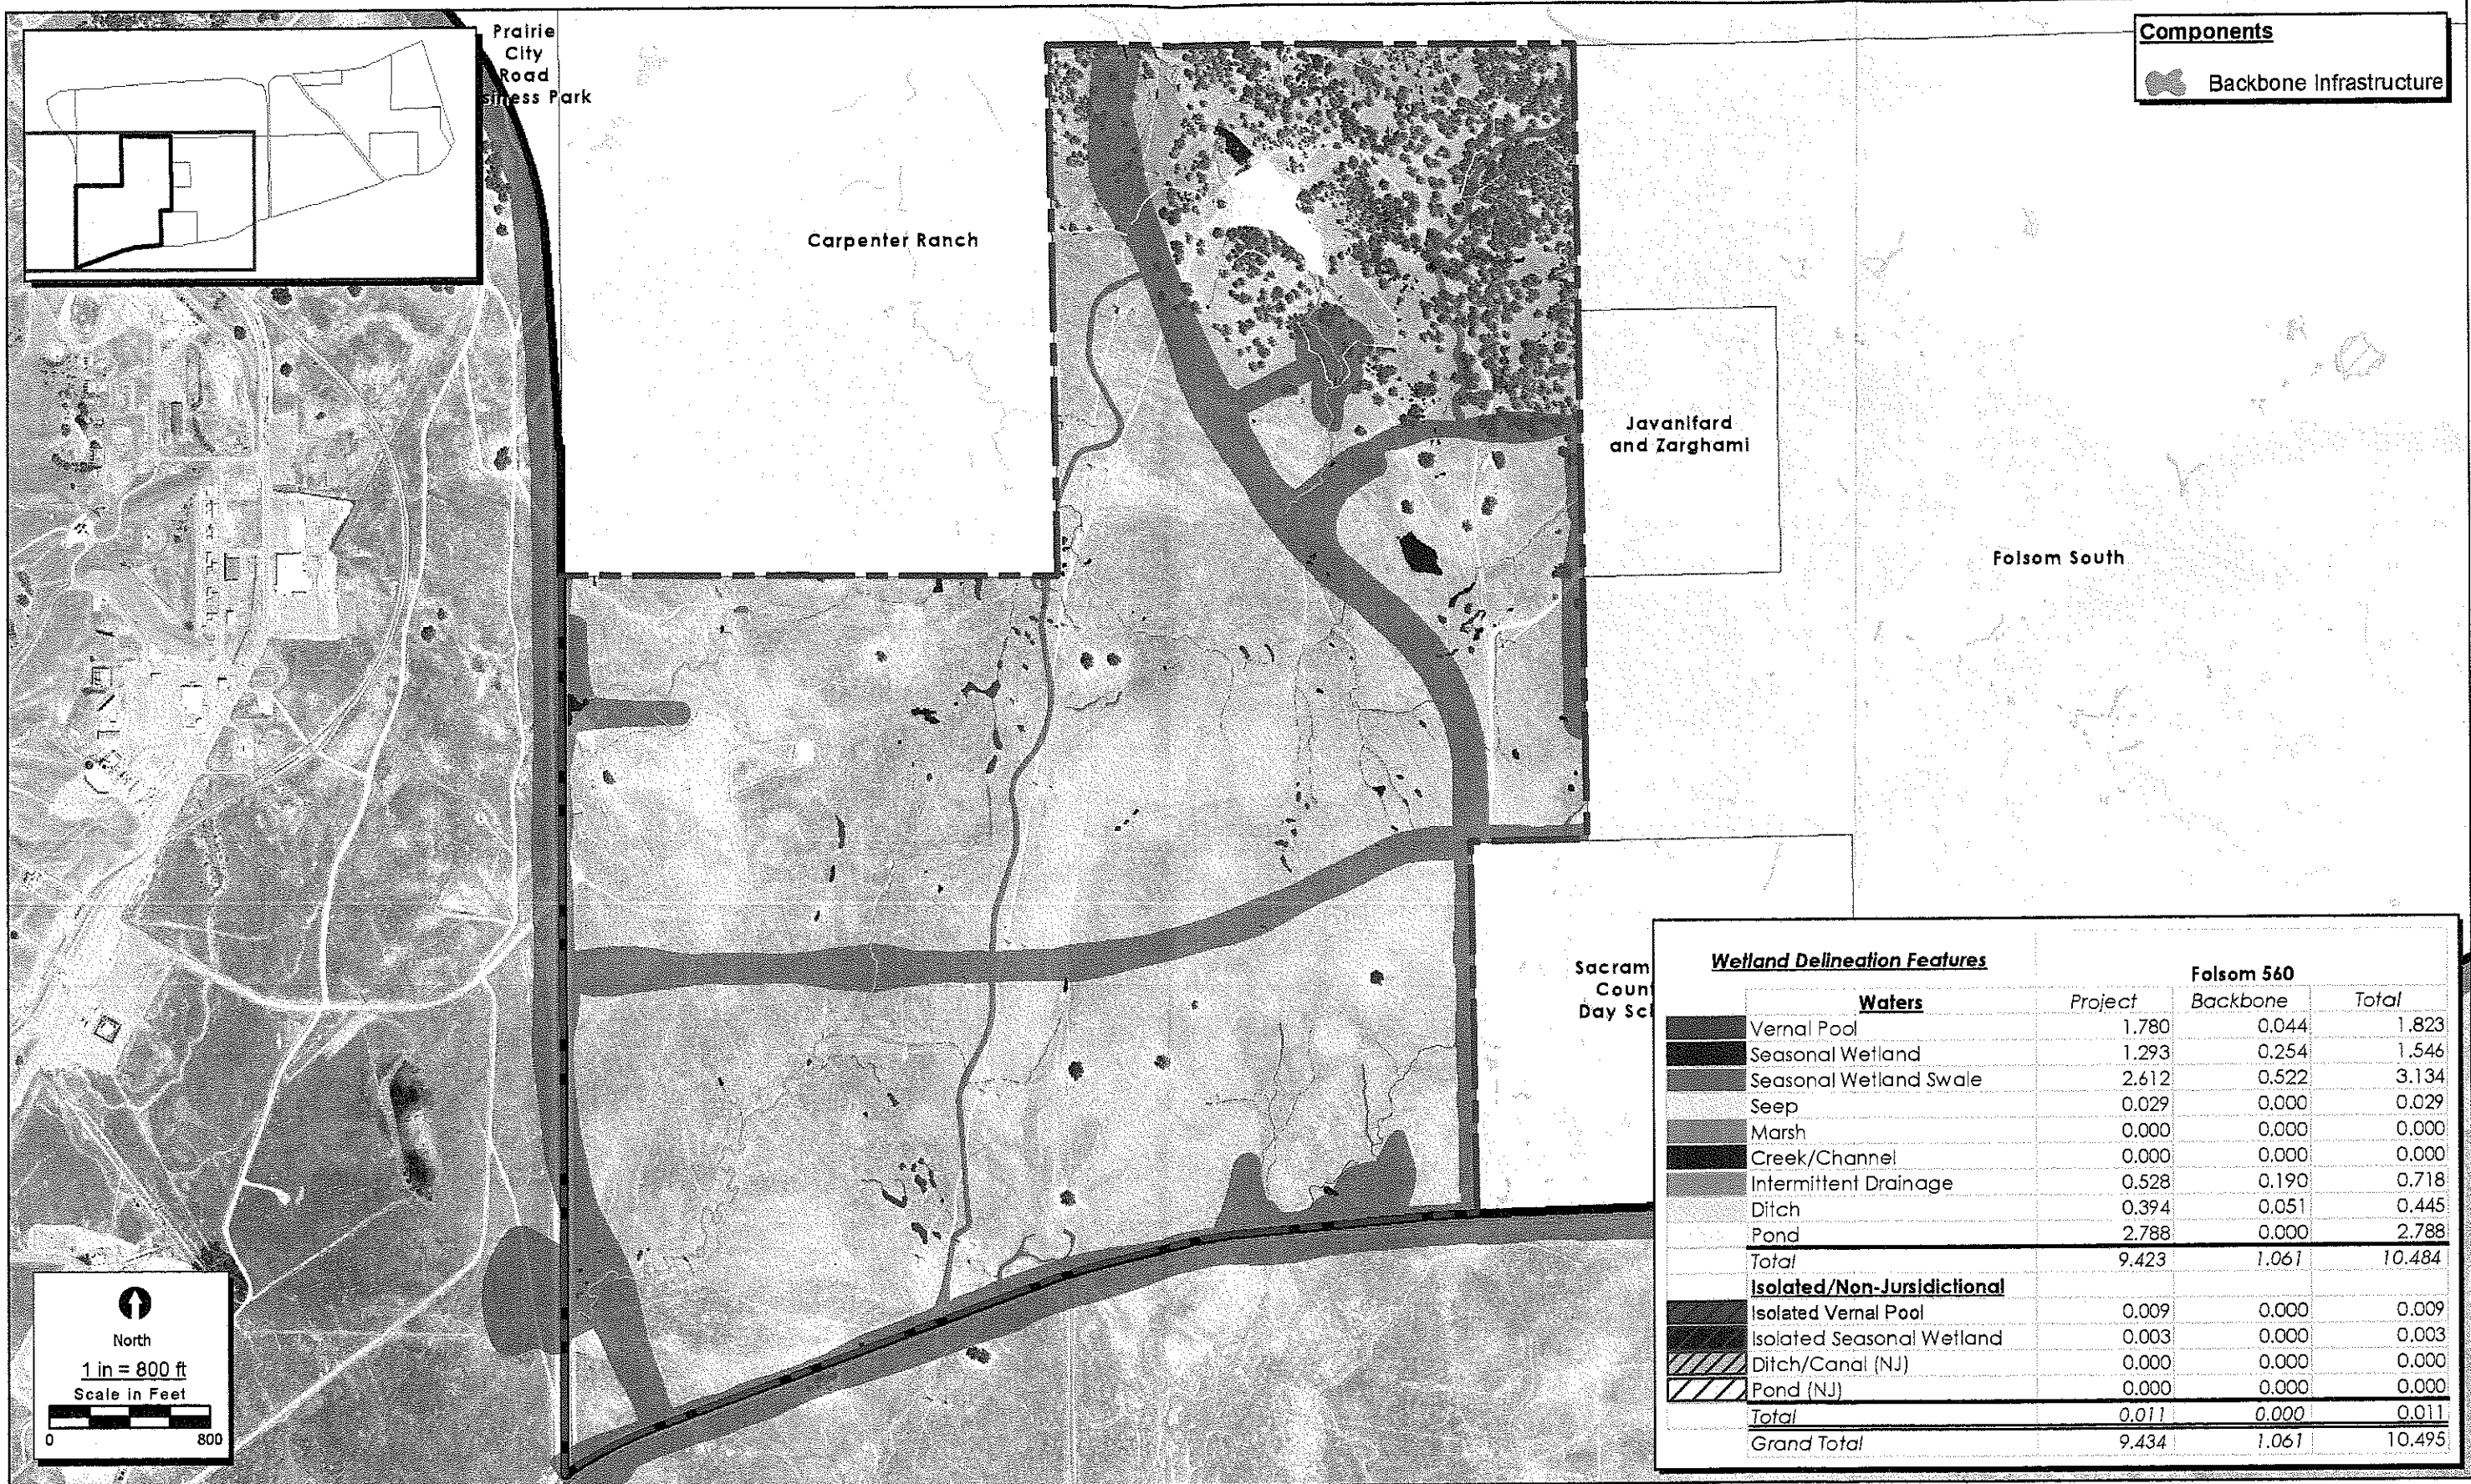 Prairie
City
Road
siness Park
Components
Backbone Infrastructure
Carpenter Ranch
Javanifard
and Zarghami
Folsom South
Sacram
Count
Day Sch
North
1 in = 800 ft
Scale in Feet
0 800
Wetland Delineation Features
Folsom 560
Waters Project Backbone Total
Vernal Pool 1.780 0.044 1.823
Seasonal Wetland 1.293 0.254 1.546
Seasonal Wetland Swale 2.612 0.522 3.134
Seep 0.029 0.000 0.029
Marsh 0.000 0.000 0.000
Creek/Channel 0.000 0.000 0.000
Intermittent Drainage 0.528 0.190 0.718
Ditch 0.394 0.051 0.445
Pond 2.788 0.000 2.788
Total 9.423 1.061 10.484
Isolated/Non-Jursidictional
Isolated Vernal Pool 0.009 0.000 0.009
Isolated Seasonal Wetland 0.003 0.000 0.003
Ditch/Canal (NJ) 0.000 0.000 0.000
Pond (NJ) 0.000 0.000 0.000
Total 0.011 0.000 0.011
Grand Total 9.434 1.061 10.495